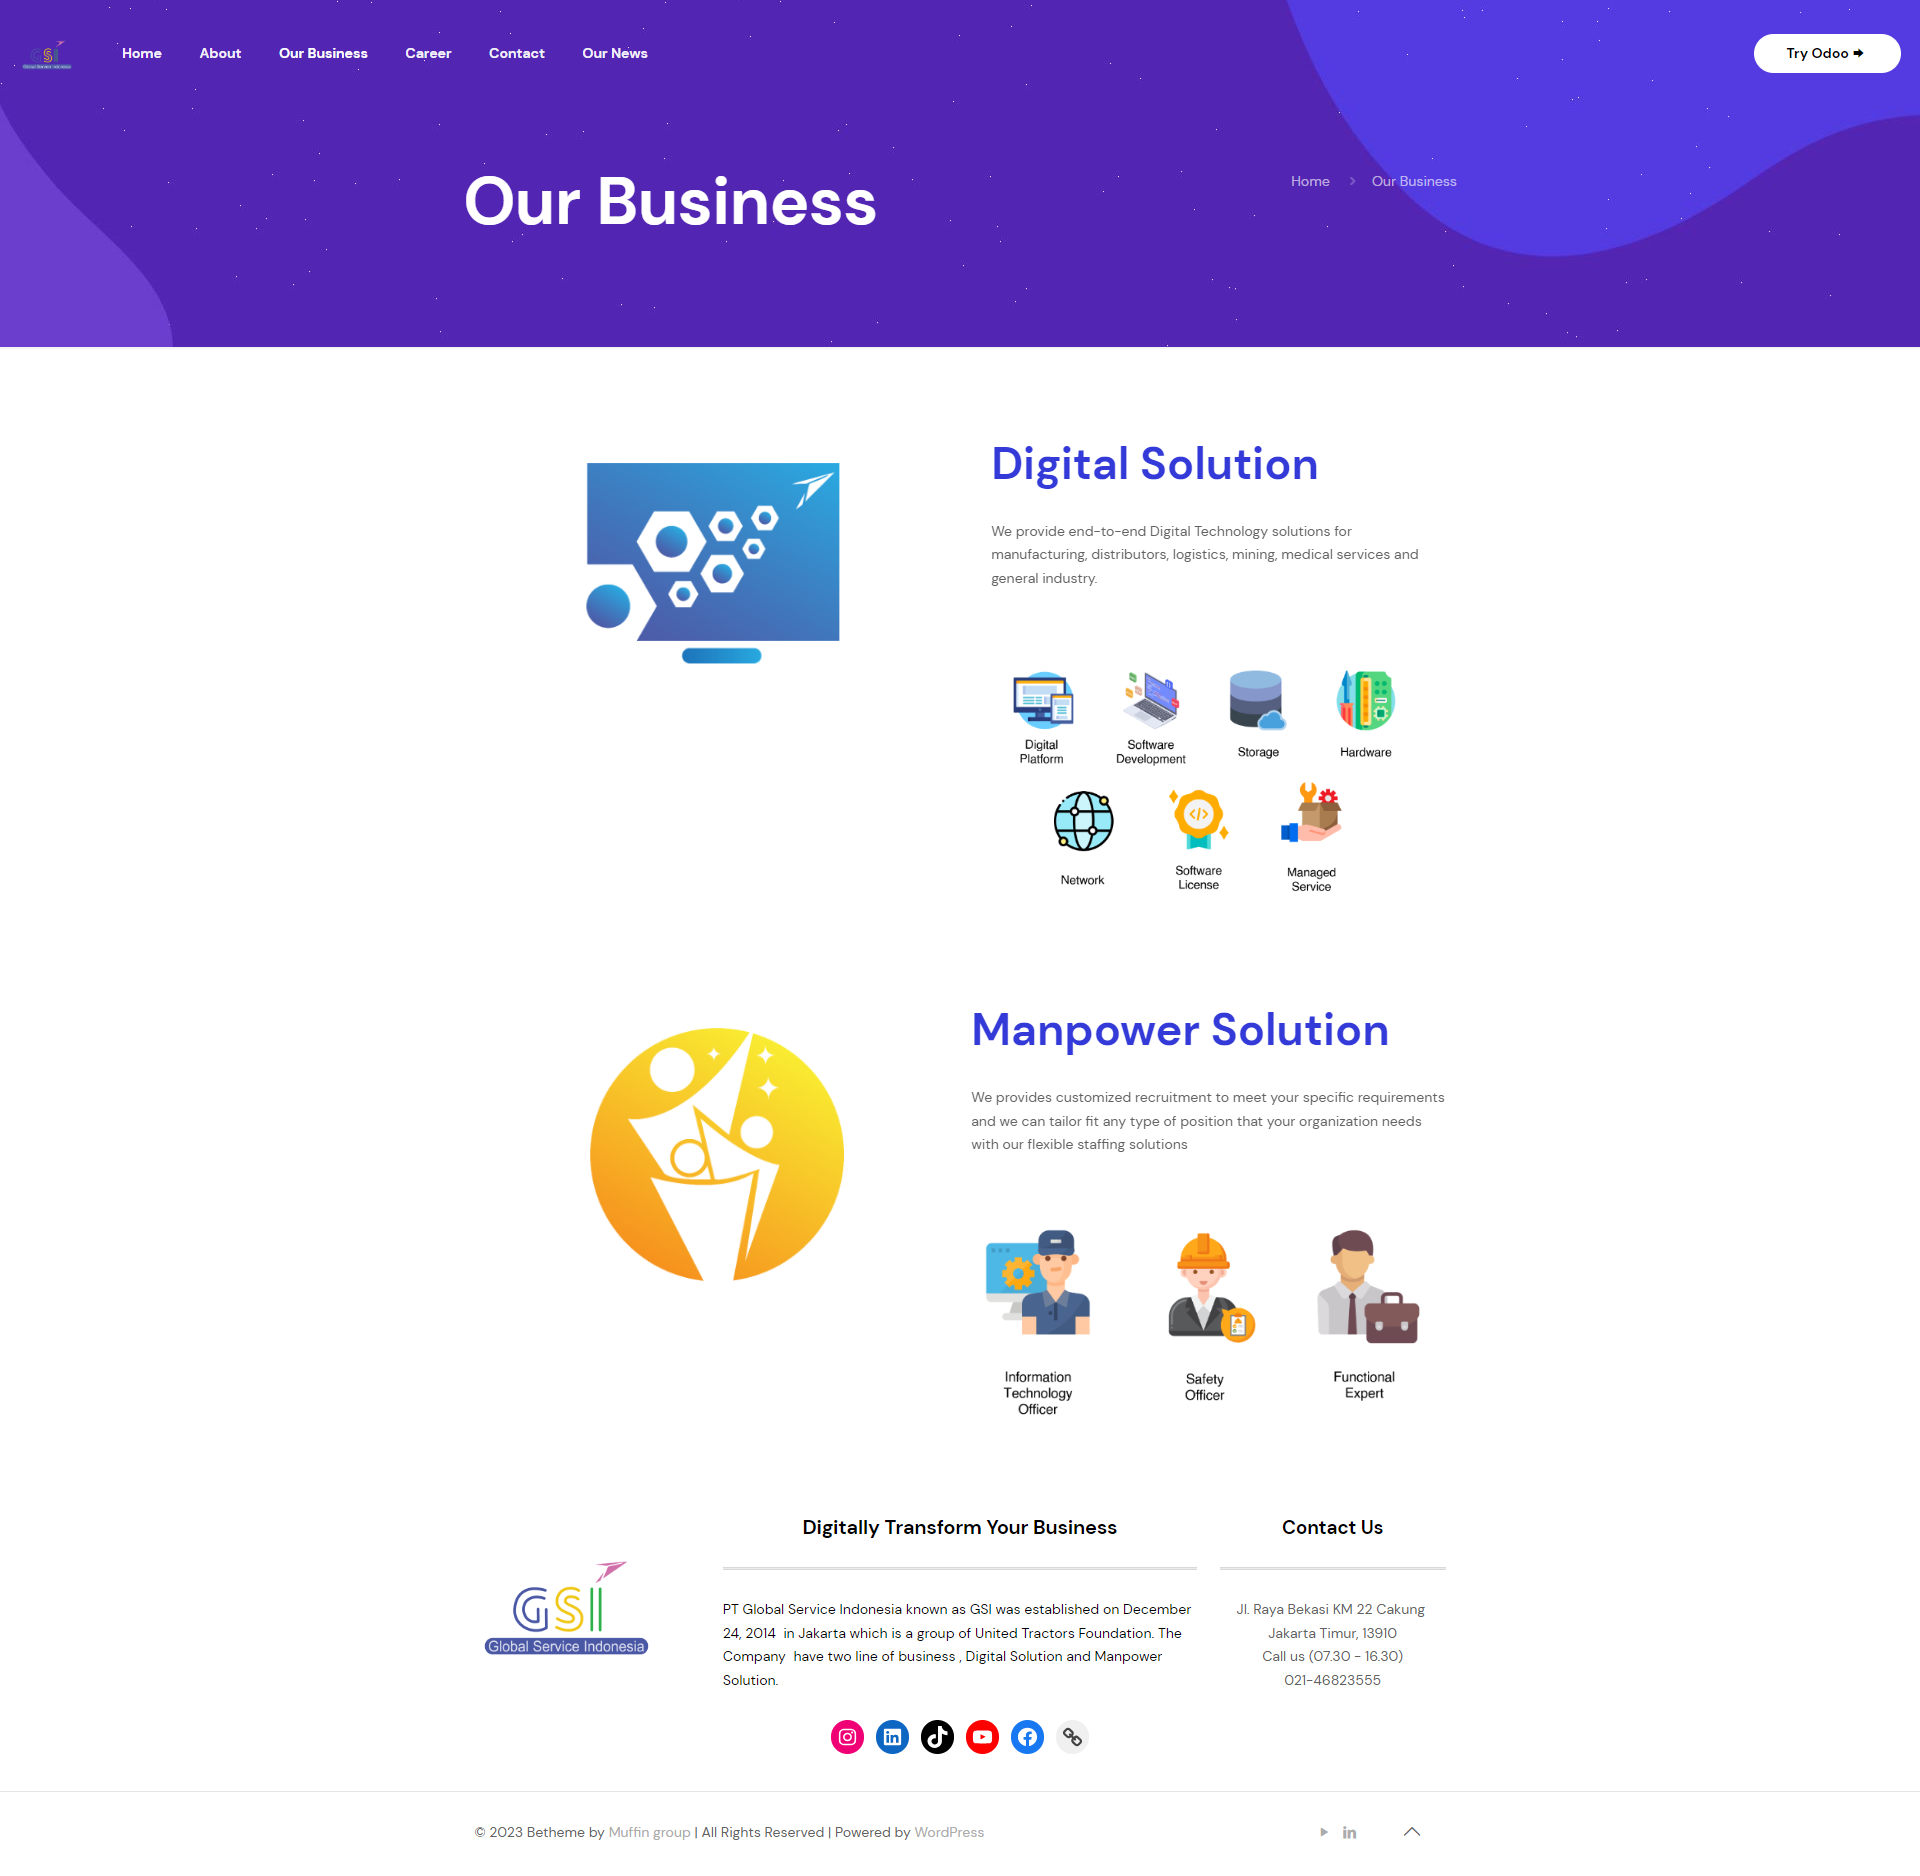 GSI
Global Service Indonesia
Home
About
Our Business
Career
Contact
Our News
Try Odoo
Our Business
Home
Our Business
Digital Solution
We provide end-to-end Digital Technology solutions for
manufacturing, distributors, logistics, mining, medical services and
general industry.
Digital
Platform
Software
Development
Storage
Hardware
Network
Software
License
Managed
Service
Manpower Solution
We provides customized recruitment to meet your specific requirements
and we can tailor fit any type of position that your organization needs
with our flexible staffing solutions
Information
Technology
Officer
Safety
Officer
Functional
Expert
GSI
Global Service Indonesia
Digitally Transform Your Business
PT Global Service Indonesia known as GSI was established on December
24, 2014  in Jakarta which is a group of United Tractors Foundation. The
Company  have two line of business , Digital Solution and Manpower
Solution.
Contact Us
Jl. Raya Bekasi KM 22 Cakung
Jakarta Timur, 13910
Call us (07.30 - 16.30)
021-46823555
© 2023 Betheme by Muffin group | All Rights Reserved | Powered by WordPress